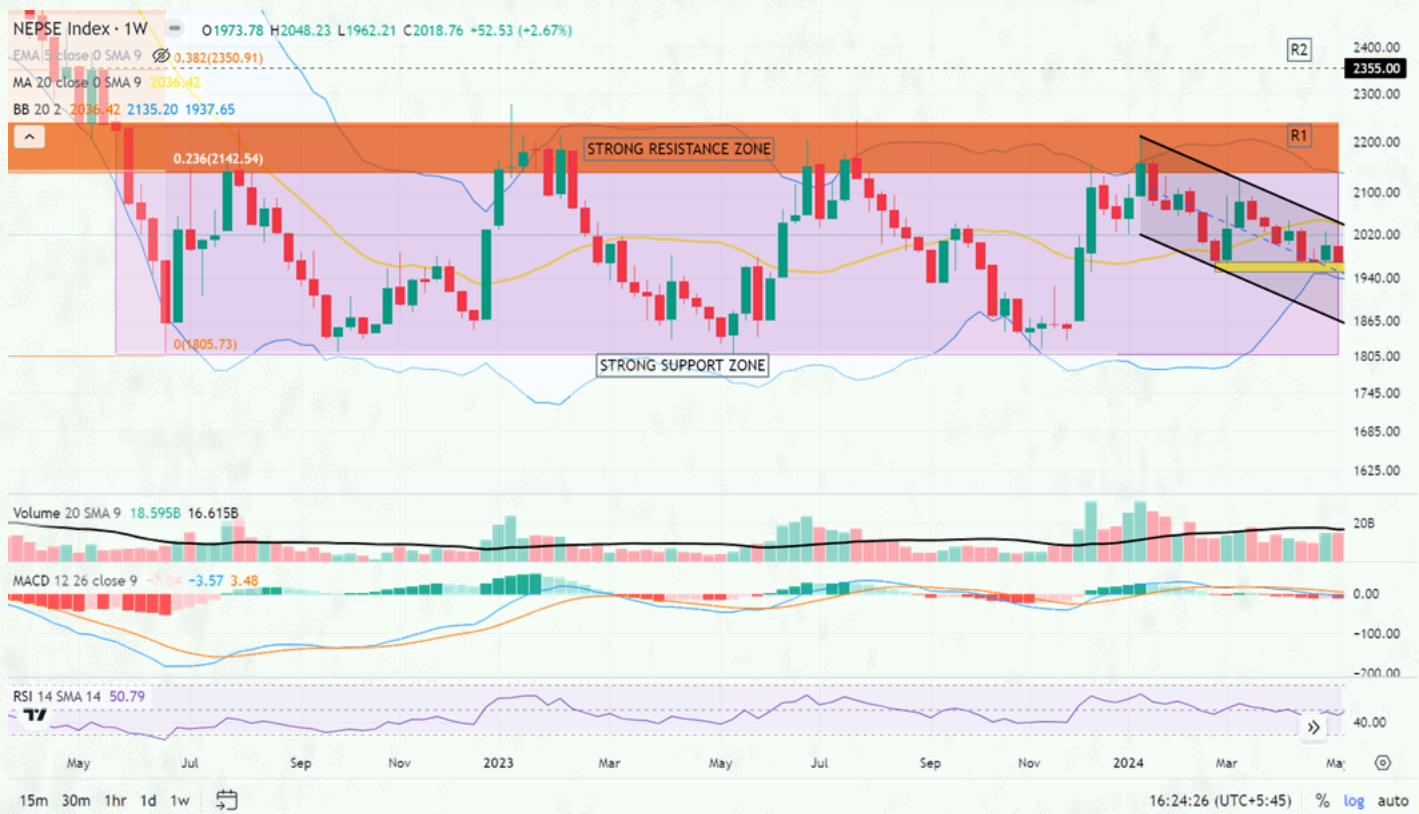 NEPSE Index · 1W O1973.78 H2048.23 L1962.21 C2018.76 +52.53 (+2.67%)
EMA 5 close 0 SMA 9 0.382(2350.91)
MA 20 close 0 SMA 9 2036.42
BB 20 2 2036.42 2135.20 1937.65
0.236(2142.54)
STRONG RESISTANCE ZONE
R2
R1
0(1805.73)
STRONG SUPPORT ZONE
2400.00
2355.00
2300.00
2200.00
2100.00
2020.00
1940.00
1865.00
1805.00
1745.00
1685.00
1625.00
Volume 20 SMA 9 18.595B 16.615B
20B
MACD 12 26 close 9 −3.57 3.48
0.00
−100.00
−200.00
RSI 14 SMA 14 50.79
40.00
May Jul Sep Nov 2023 Mar May Jul Sep Nov 2024 Mar
15m 30m 1hr 1d 1w 16:24:26 (UTC+5:45) % log auto